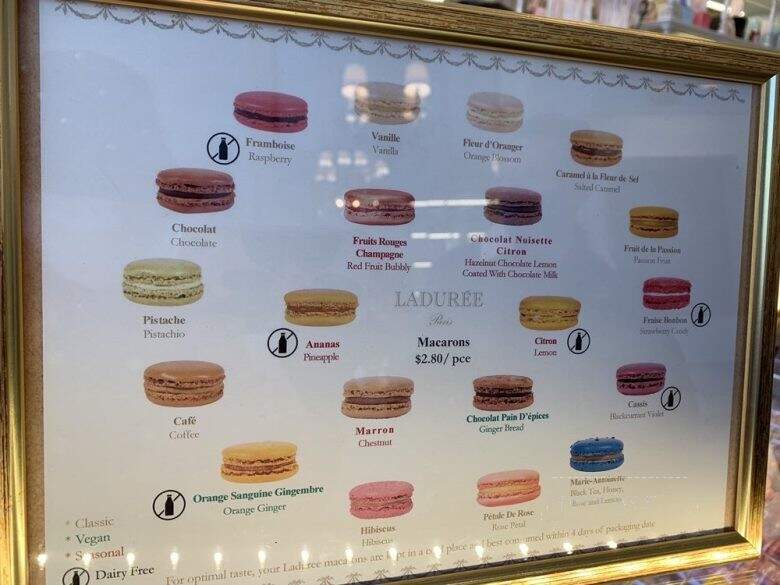 Framboise
Raspberry
Vanille
Vanilla
Fleur d'Oranger
Orange Blossom
Caramel à la Fleur de Sel
Salted Caramel
Chocolat
Chocolate
Fruits Rouges
Champagne
Red Fruit Bubbly
Chocolat Noisette
Citron
Hazelnut Chocolate Lemon
Coated With Chocolate Milk
Fruit de la Passion
Passion Fruit
Pistache
Pistachio
Ananas
Pineapple
LADURÉE
Paris
Macarons
$2.80/ pce
Citron
Lemon
Fraise Bonbon
Strawberry Candy
Café
Coffee
Marron
Chestnut
Chocolat Pain D'épices
Ginger Bread
Cassis
Blackcurrant Violet
Orange Sanguine Gingembre
Orange Ginger
Hibiscus
Hibiscus
Pétale De Rose
Rose Petal
Marie-Antoinette
Black Tea, Honey,
Rose and
* Classic
* Vegan
* Seasonal
Dairy Free
For optimal taste, your Ladurée macarons are kept in a place and best consumed within 4 days of packaging date